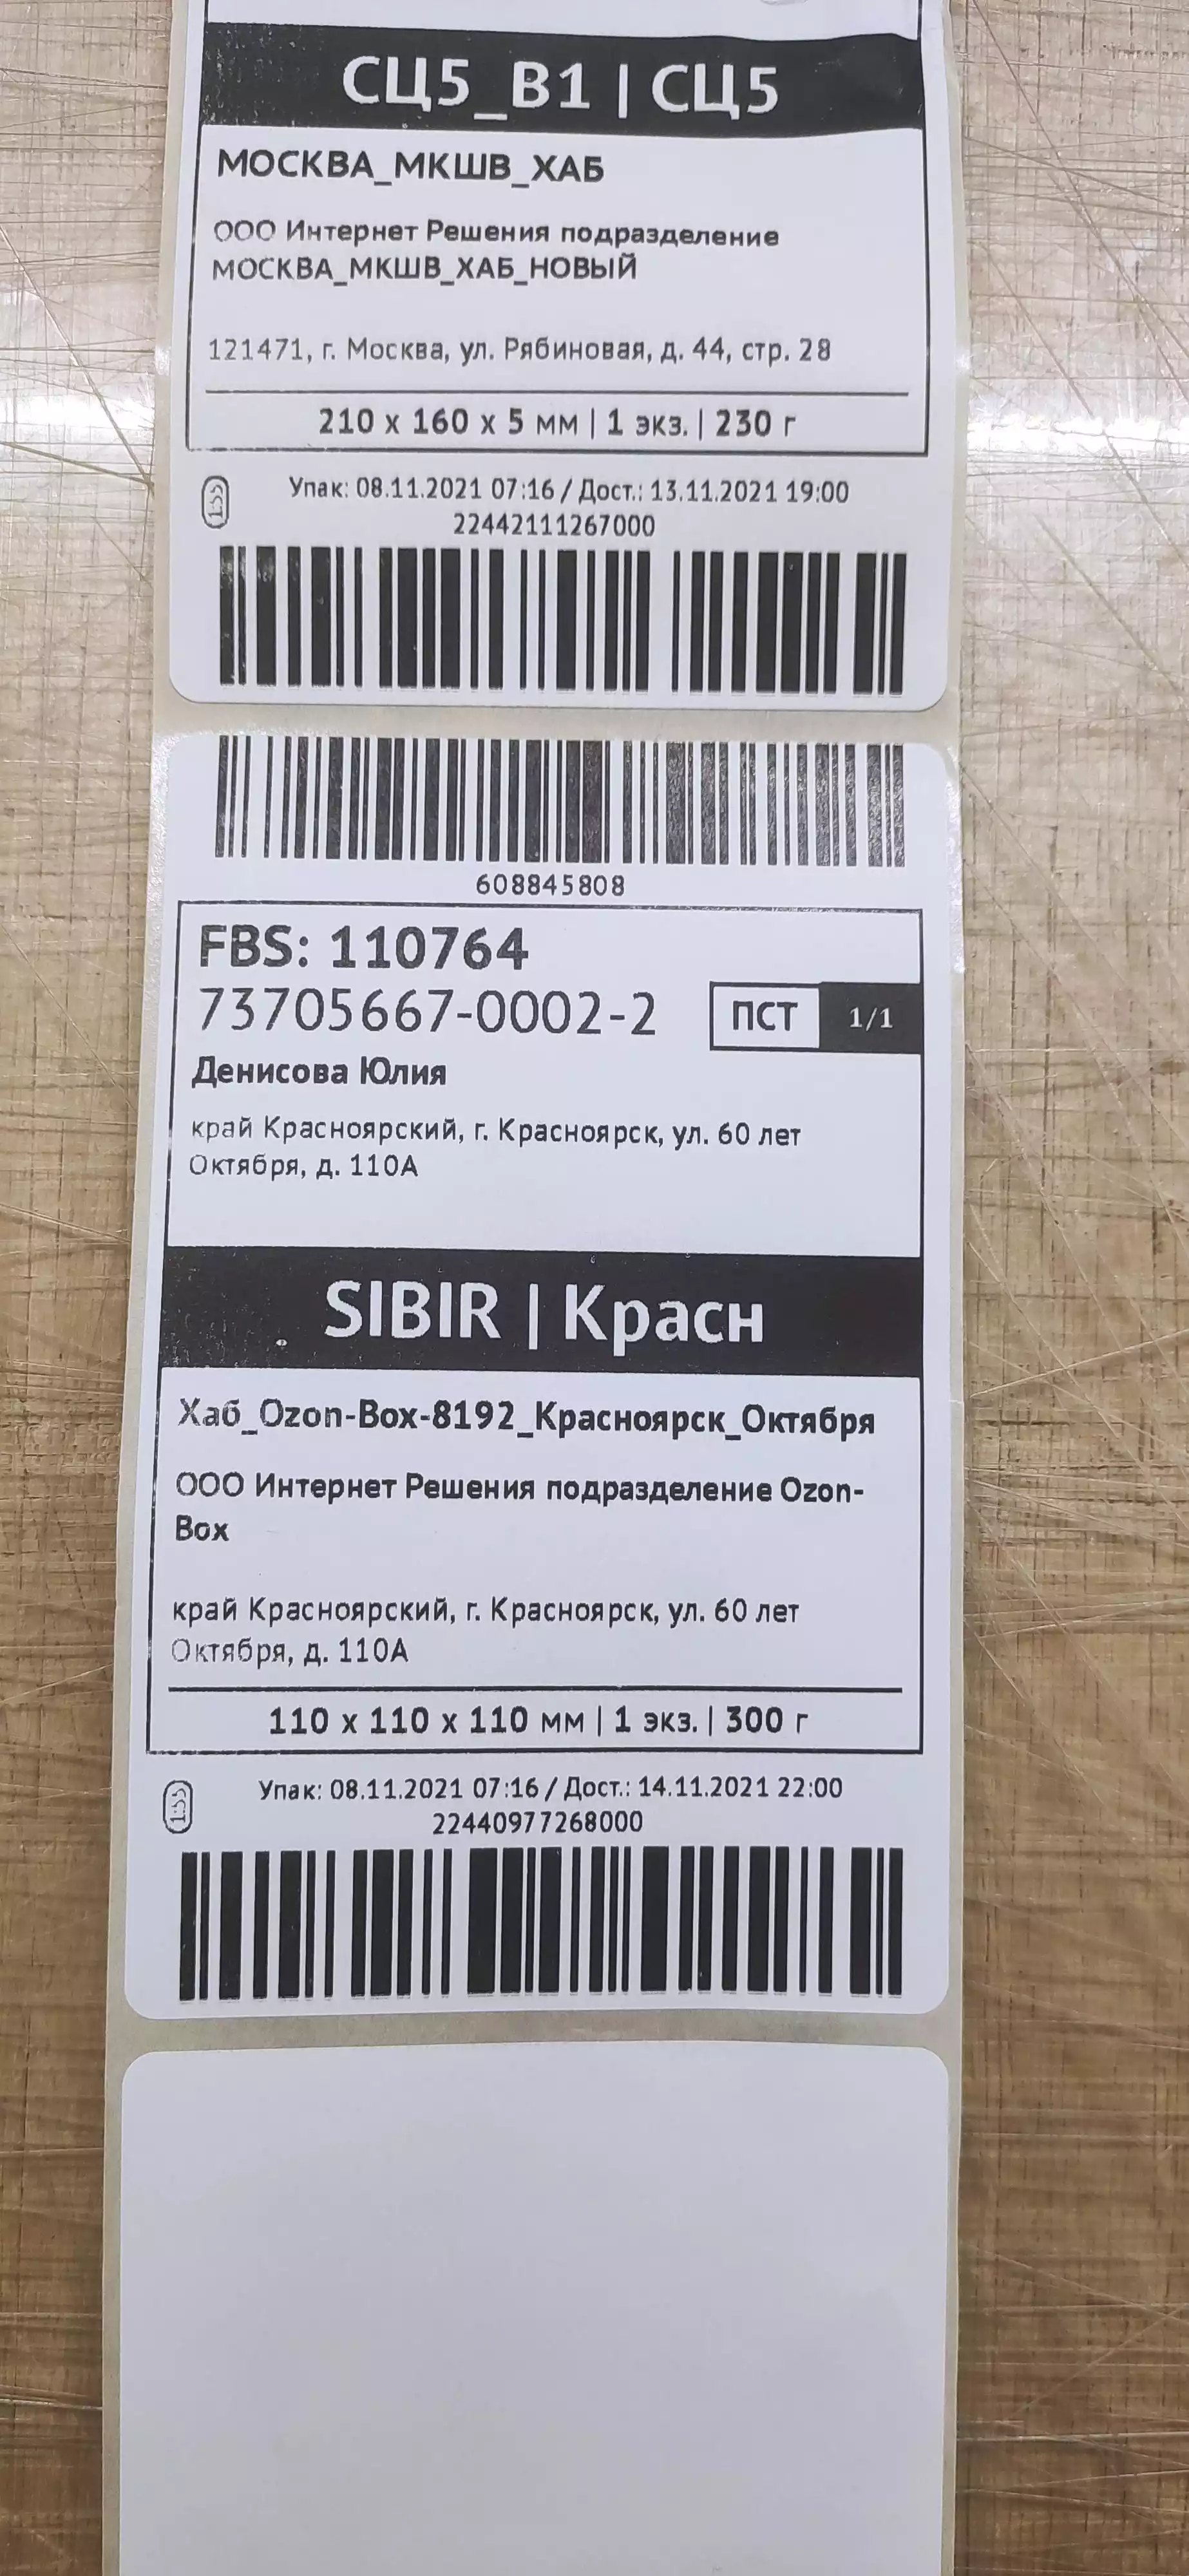 СЦ5_В1 | СЦ5
МОСКВА_МКШВ_ХАБ
ООО Интернет Решения подразделение
МОСКВА_МКШВ_ХАБ_НОВЫЙ
121471, г. Москва, ул. Рябиновая, д. 44, стр. 28
210 x 160 x 5 мм | 1 экз. | 230 г
Упак: 08.11.2021 07:16 / Дост.: 13.11.2021 19:00
22442111267000
608845808
FBS: 110764
73705667-0002-2 ПСТ 1/1
Денисова Юлия
край Красноярский, г. Красноярск, ул. 60 лет
Октября, д. 110А
SIBIR | Красн
Хаб_Ozon-Box-8192_Красноярск_Октября
ООО Интернет Решения подразделение Ozon-
Box
край Красноярский, г. Красноярск, ул. 60 лет
Октября, д. 110А
110 x 110 x 110 мм | 1 экз. | 300 г
Упак: 08.11.2021 07:16 / Дост.: 14.11.2021 22:00
22440977268000